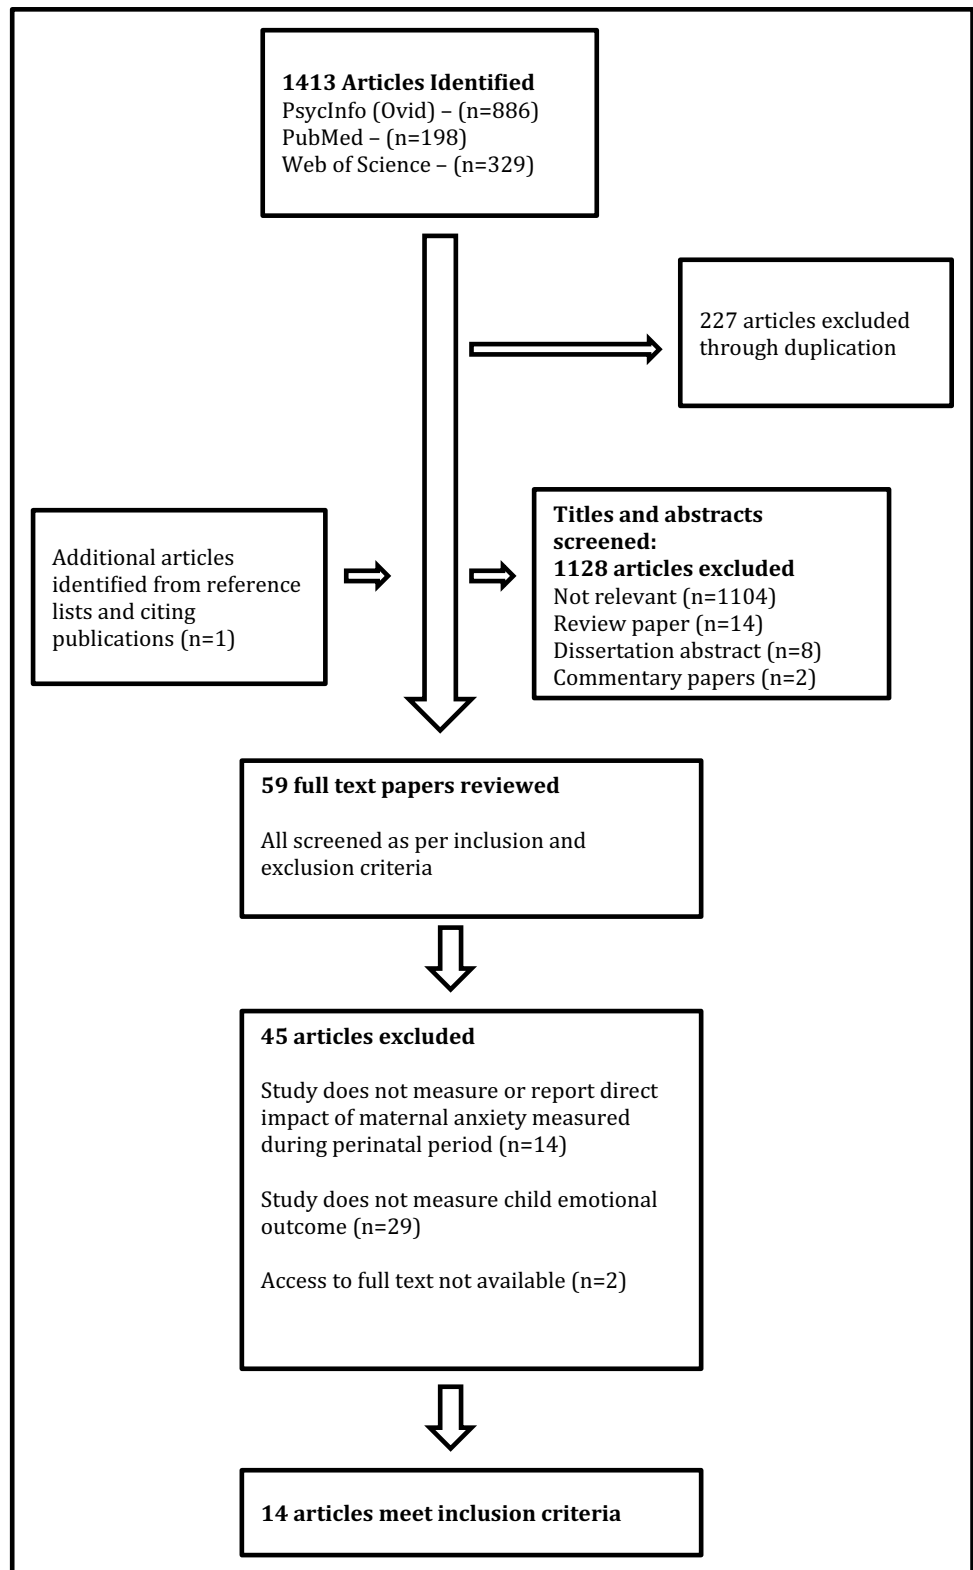 1413 Articles Identified
PsycInfo (Ovid) – (n=886)
PubMed – (n=198)
Web of Science – (n=329)
227 articles excluded
through duplication
Additional articles
identified from reference
lists and citing
publications (n=1)
Titles and abstracts
screened:
1128 articles excluded
Not relevant (n=1104)
Review paper (n=14)
Dissertation abstract (n=8)
Commentary papers (n=2)
59 full text papers reviewed
All screened as per inclusion and
exclusion criteria
45 articles excluded
Study does not measure or report direct
impact of maternal anxiety measured
during perinatal period (n=14)
Study does not measure child emotional
outcome (n=29)
Access to full text not available (n=2)
14 articles meet inclusion criteria